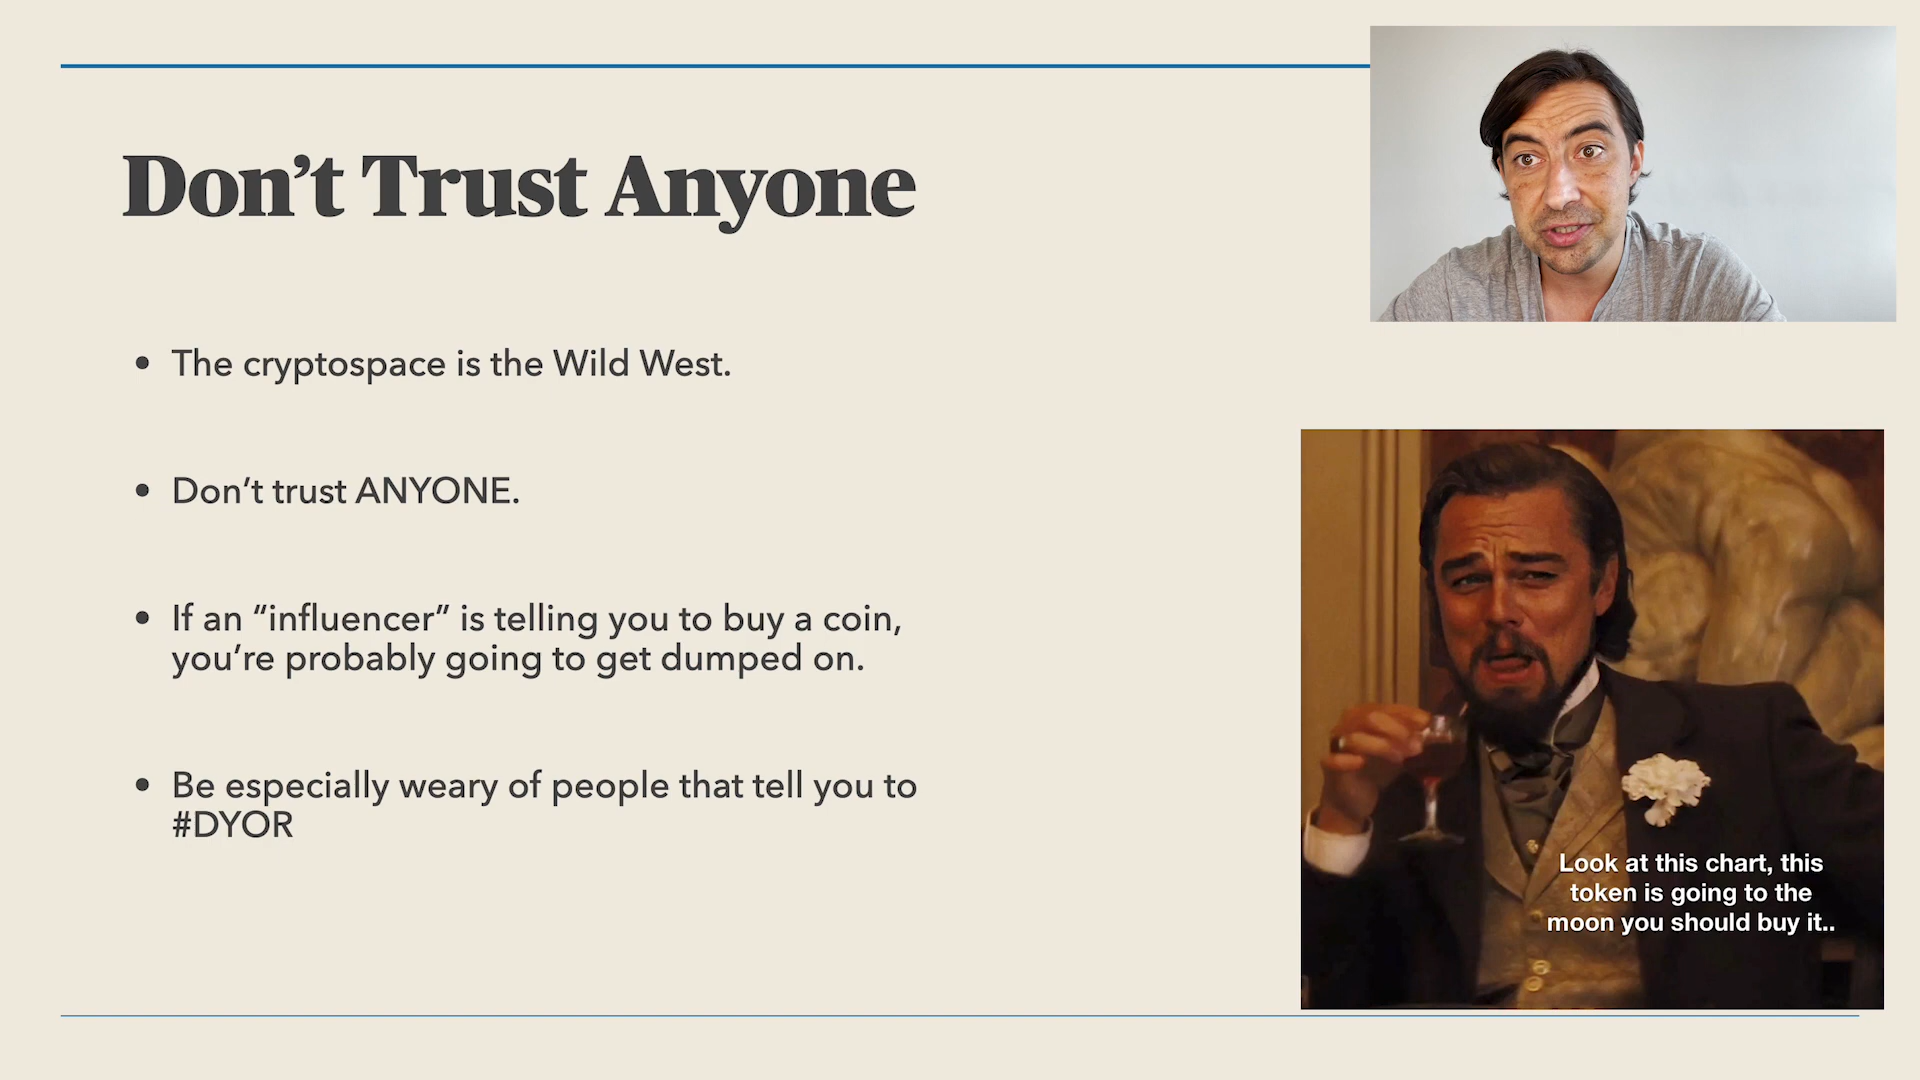 Don’t Trust Anyone
• The cryptospace is the Wild West.
• Don’t trust ANYONE.
• If an “influencer” is telling you to buy a coin,
you’re probably going to get dumped on.
• Be especially weary of people that tell you to
#DYOR
Look at this chart, this
token is going to the
moon you should buy it..